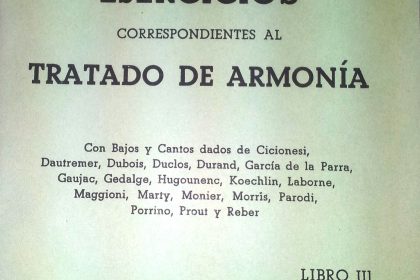 EJERCICIOS
CORRESPONDIENTES AL
TRATADO DE ARMONÍA
Con Bajos y Cantos dados de Cicionesi,
Dautremer, Dubois, Duclos, Durand, García de la Parra,
Gaujac, Gedalge, Hugounenc, Koechlin, Laborne,
Maggioni, Marty, Monier, Morris, Parodi,
Porrino, Prout y Reber
LIBRO III